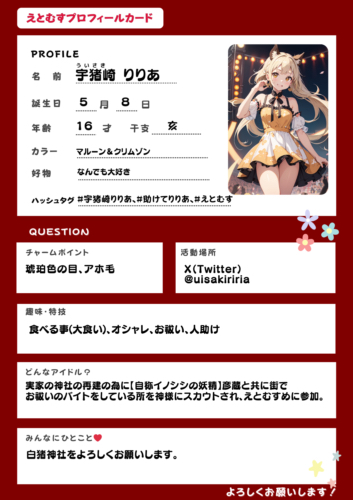 えとむすプロフィールカード
PROFILE
ういざき
名 前 宇猪崎 りりあ
誕生日 5 月 8 日
年齢 16 才 干支 亥
カラー マルーン&クリムゾン
好物 なんでも大好き
ハッシュタグ #宇猪崎りりあ、#助けてりりあ、#えとむす
QUESTION
チャームポイント
琥珀色の目、アホ毛
活動場所
X(Twitter)
@uisakiriria
趣味・特技
食べる事(大食い)、オシャレ、お祓い、人助け
どんなアイドル?
実家の神社の再建の為に【自称イノシシの妖精】彦蔵と共に街で
お祓いのバイトをしている所を神様にスカウトされ、えとむすめに参加。
みんなにひとこと❤
白猪神社をよろしくお願いします。
よろしくお願いします!